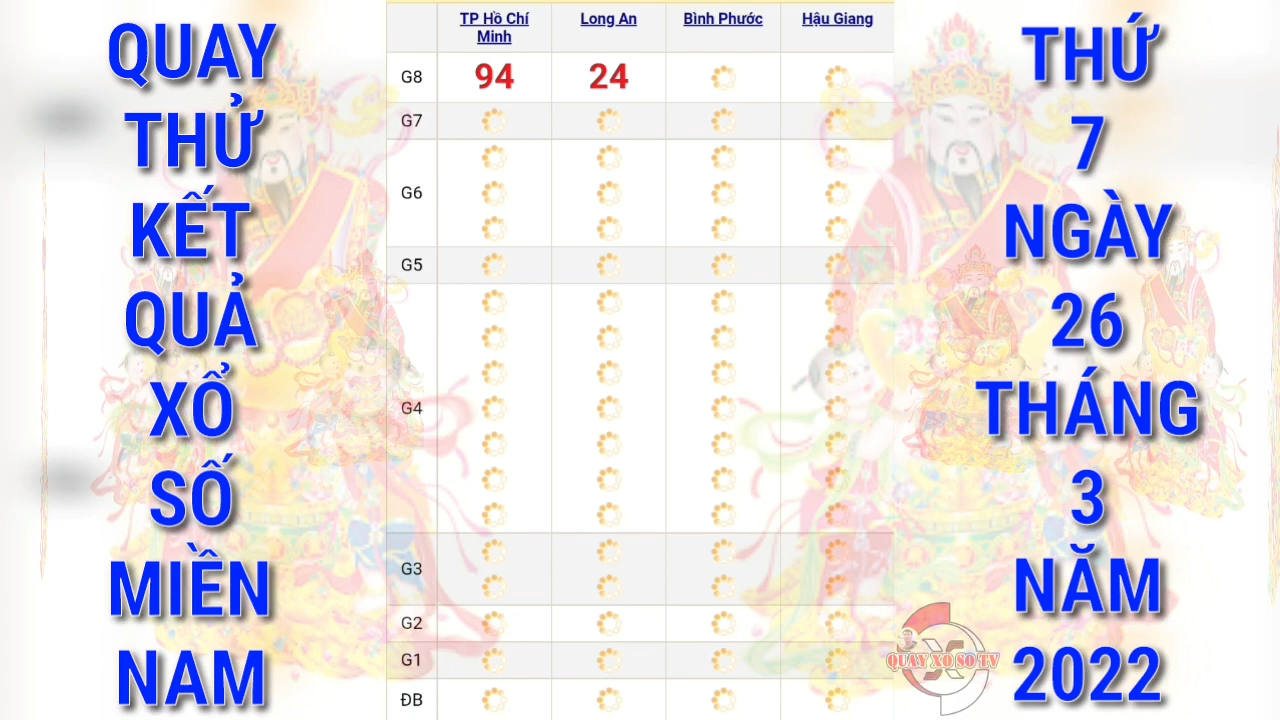 QUAY
THỬ
KẾT
QUẢ
XỔ
SỐ
MIỀN
NAM
TP Hồ Chí
Minh
Long An
Bình Phước
Hậu Giang
G8
94
24
G7
G6
G5
G4
G3
G2
G1
ĐB
THỨ
7
NGÀY
26
THÁNG
3
NĂM
2022
QUAY XO SO TV